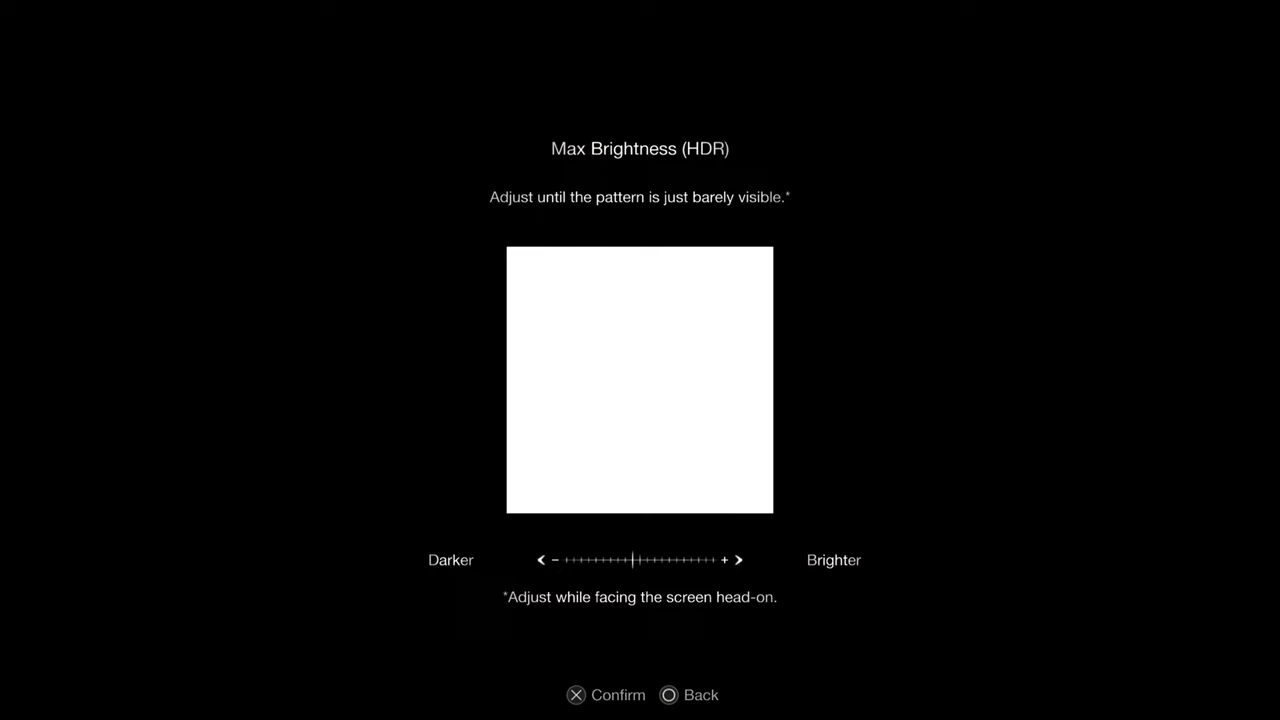 Max Brightness (HDR)
Adjust until the pattern is just barely visible.*
Darker
Brighter
*Adjust while facing the screen head-on.
Confirm Back